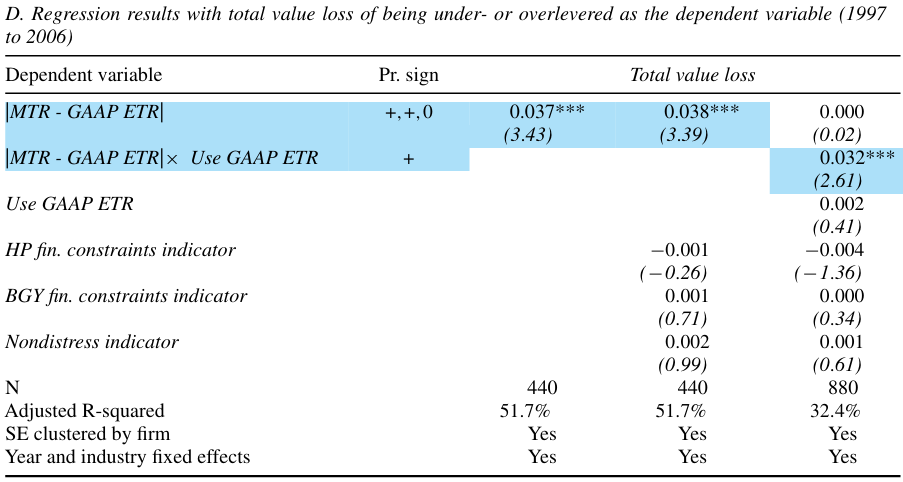 D. Regression results with total value loss of being under- or overlevered as the dependent variable (1997
to 2006)
Dependent variable Pr. sign Total value loss
|MTR - GAAP ETR| +,+,0 0.037*** 0.038*** 0.000
(3.43) (3.39) (0.02)
|MTR - GAAP ETR|× Use GAAP ETR + 0.032***
(2.61)
Use GAAP ETR 0.002
(0.41)
HP fin. constraints indicator −0.001 −0.004
(−0.26) (−1.36)
BGY fin. constraints indicator 0.001 0.000
(0.71) (0.34)
Nondistress indicator 0.002 0.001
(0.99) (0.61)
N 440 440 880
Adjusted R-squared 51.7% 51.7% 32.4%
SE clustered by firm Yes Yes Yes
Year and industry fixed effects Yes Yes Yes